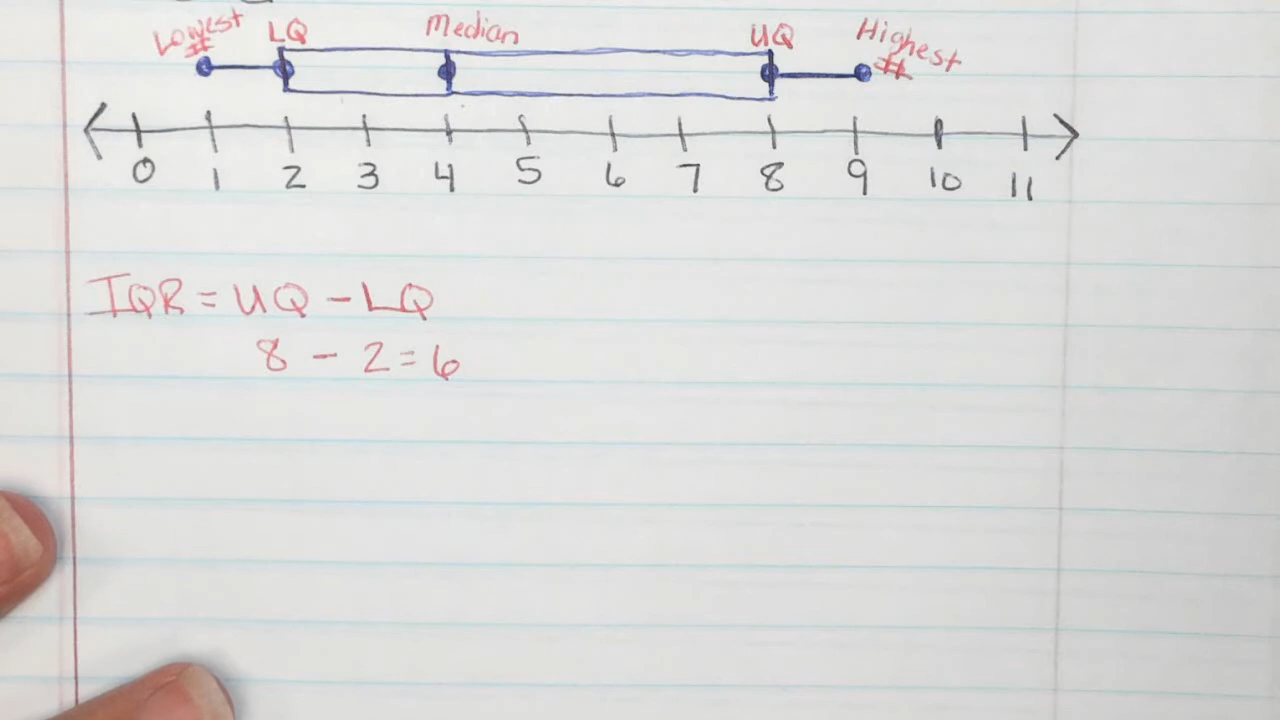 Lowest #
LQ
Median
UQ
Highest #
0 1 2 3 4 5 6 7 8 9 10 11
IQR = UQ - LQ
8 - 2 = 6